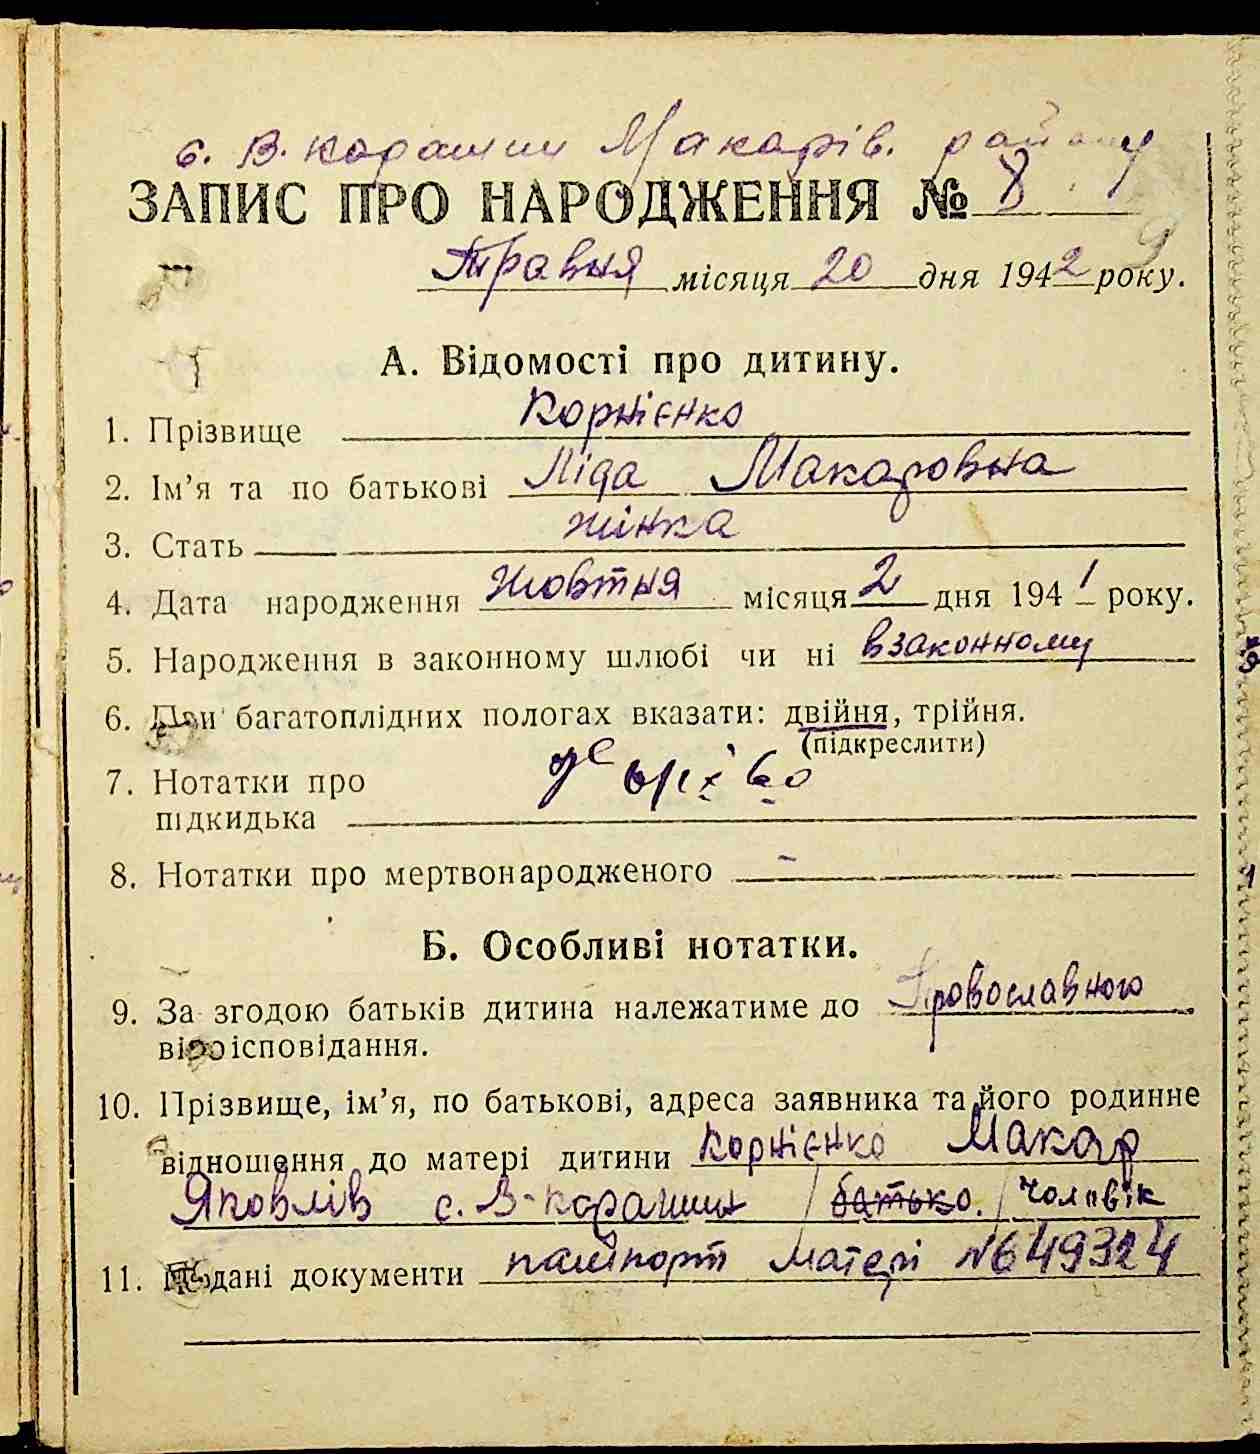 с. В. Карашин Макарів. району
ЗАПИС ПРО НАРОДЖЕННЯ № 8
Травня місяця 20 дня 1942 року.
А. Відомості про дитину.
1. Прізвище Корнієнко
2. Ім’я та по батькові Ліда Макаровна
3. Стать жінка
4. Дата народження жовтня місяця 2 дня 1941 року.
5. Народження в законному шлюбі чи ні в законному
6. При багатоплідних пологах вказати: двійня, трійня.
(підкреслити)
7. Нотатки про
підкидька
8. Нотатки про мертвонародженого —
Б. Особливі нотатки.
9. За згодою батьків дитина належатиме до Православного
віроісповідання.
10. Прізвище, ім’я, по батькові, адреса заявника та його родинне
відношення до матері дитини Корнієнко Макар
Яковлів с. В-Карашин /батько./ чоловік
11. Подані документи пашпорт матері №649324